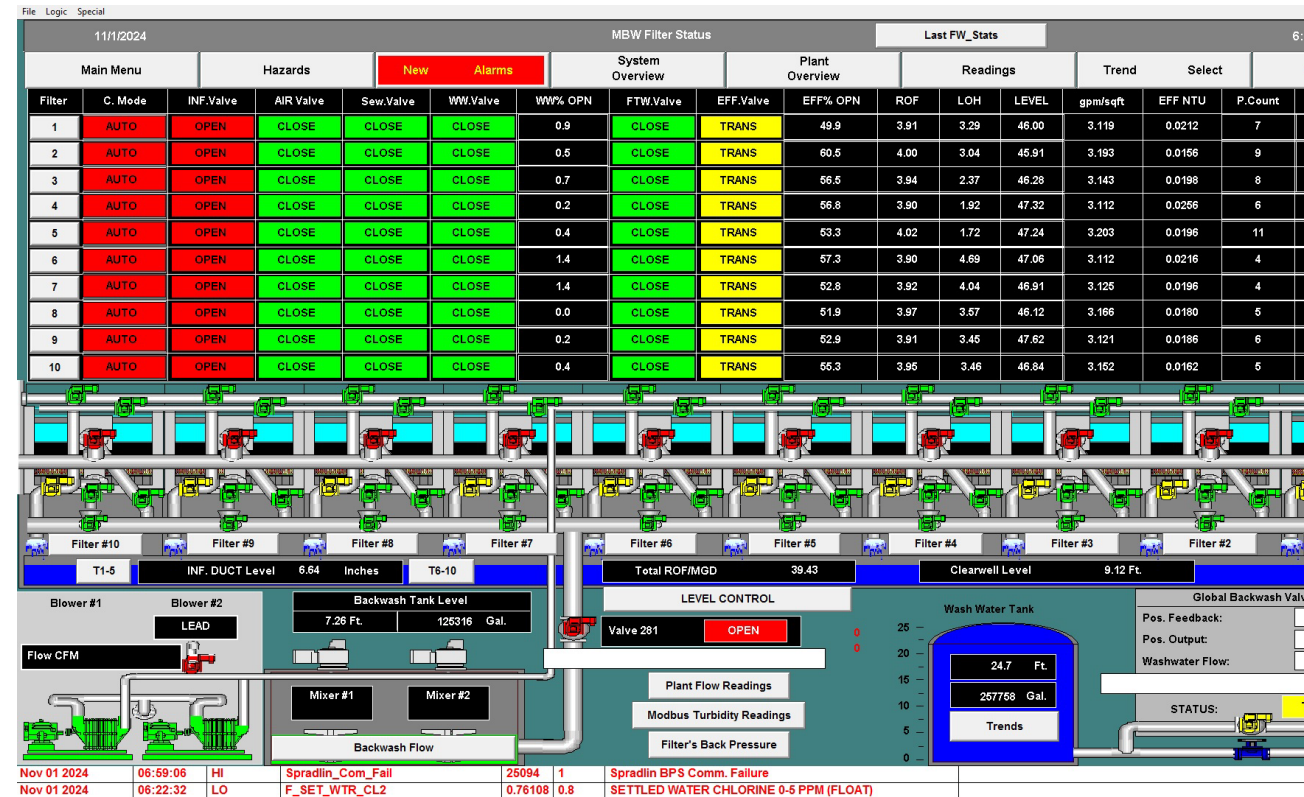 File Logic Special
11/1/2024 MBW Filter Status Last FW_Stats 6:
Main Menu Hazards New Alarms System Overview Plant Overview Readings Trend Select
Filter C. Mode INF.Valve AIR Valve Sew.Valve WW.Valve WW% OPN FTW.Valve EFF.Valve EFF% OPN ROF LOH LEVEL gpm/sqft EFF NTU P.Count
1 AUTO OPEN CLOSE CLOSE CLOSE 0.9 CLOSE TRANS 49.9 3.91 3.29 46.00 3.119 0.0212 7
2 AUTO OPEN CLOSE CLOSE CLOSE 0.5 CLOSE TRANS 60.5 4.00 3.04 45.91 3.193 0.0156 9
3 AUTO OPEN CLOSE CLOSE CLOSE 0.7 CLOSE TRANS 56.5 3.94 2.37 46.28 3.143 0.0198 8
4 AUTO OPEN CLOSE CLOSE CLOSE 0.2 CLOSE TRANS 56.8 3.90 1.92 47.32 3.112 0.0256 6
5 AUTO OPEN CLOSE CLOSE CLOSE 0.4 CLOSE TRANS 53.3 4.02 1.72 47.24 3.203 0.0196 11
6 AUTO OPEN CLOSE CLOSE CLOSE 1.4 CLOSE TRANS 57.3 3.90 4.69 47.06 3.112 0.0216 4
7 AUTO OPEN CLOSE CLOSE CLOSE 1.4 CLOSE TRANS 52.8 3.92 4.04 46.91 3.125 0.0196 4
8 AUTO OPEN CLOSE CLOSE CLOSE 0.0 CLOSE TRANS 51.9 3.97 3.57 46.12 3.166 0.0180 5
9 AUTO OPEN CLOSE CLOSE CLOSE 0.2 CLOSE TRANS 52.9 3.91 3.45 47.62 3.121 0.0186 6
10 AUTO OPEN CLOSE CLOSE CLOSE 0.4 CLOSE TRANS 55.3 3.95 3.46 46.84 3.152 0.0162 5
Filter #10 Filter #9 Filter #8 Filter #7 Filter #6 Filter #5 Filter #4 Filter #3 Filter #2
T1-5 INF. DUCT Level 6.64 Inches T6-10 Total ROF/MGD 39.43 Clearwell Level 9.12 Ft.
Blower #1 Blower #2
LEAD
Flow CFM
Backwash Tank Level
7.26 Ft. 125316 Gal.
Mixer #1 Mixer #2
Backwash Flow
LEVEL CONTROL
Valve 281 OPEN 0
0
Plant Flow Readings
Modbus Turbidity Readings
Filter's Back Pressure
Wash Water Tank
25
20
15
10
5
0
24.7 Ft.
257758 Gal.
Trends
Global Backwash Valv
Pos. Feedback:
Pos. Output:
Washwater Flow:
STATUS:
Nov 01 2024 06:59:06 HI Spradlin_Com_Fail 25094 1 Spradlin BPS Comm. Failure
Nov 01 2024 06:22:32 LO F_SET_WTR_CL2 0.76108 0.8 SETTLED WATER CHLORINE 0-5 PPM (FLOAT)